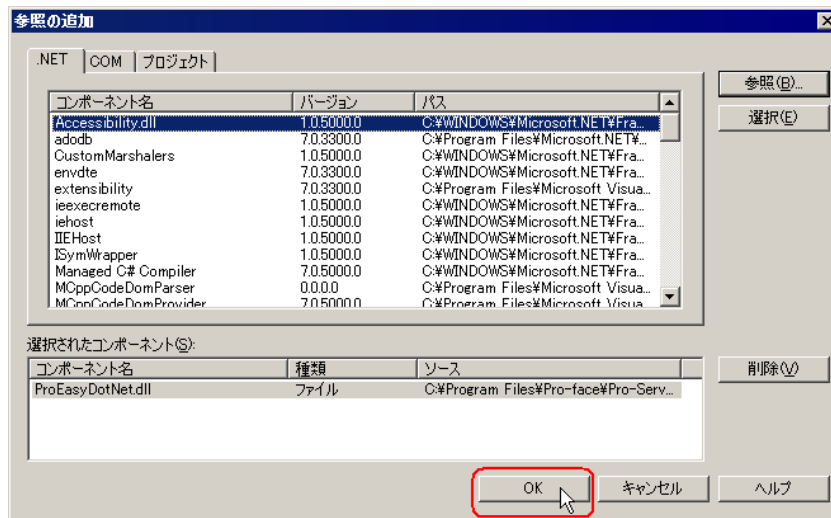 参照の追加
.NET COM プロジェクト
参照(B)...
選択(E)
コンポーネント名 バージョン パス
Accessibility.dll 1.0.5000.0 C:¥WINDOWS¥Microsoft.NET¥Fra...
adodb 7.0.3300.0 C:¥Program Files¥Microsoft.NET¥...
CustomMarshalers 1.0.5000.0 C:¥WINDOWS¥Microsoft.NET¥Fra...
envdte 7.0.3300.0 C:¥WINDOWS¥Microsoft.NET¥Fra...
extensibility 7.0.3300.0 C:¥Program Files¥Microsoft Visua...
ieexecremote 1.0.5000.0 C:¥WINDOWS¥Microsoft.NET¥Fra...
iehost 1.0.5000.0 C:¥WINDOWS¥Microsoft.NET¥Fra...
IIEHost 1.0.5000.0 C:¥WINDOWS¥Microsoft.NET¥Fra...
ISymWrapper 1.0.5000.0 C:¥WINDOWS¥Microsoft.NET¥Fra...
Managed C# Compiler 7.0.5000.0 C:¥WINDOWS¥Microsoft.NET¥Fra...
MCppCodeDomParser 0.0.0.0 C:¥Program Files¥Microsoft Visua...
MCppCodeDomProvider 7.0.5000.0 C:¥Program Files¥Microsoft Visua...
選択されたコンポーネント(S):
コンポーネント名 種類 ソース
ProEasyDotNet.dll ファイル C:¥Program Files¥Pro-face¥Pro-Serv...
削除(V)
OK キャンセル ヘルプ